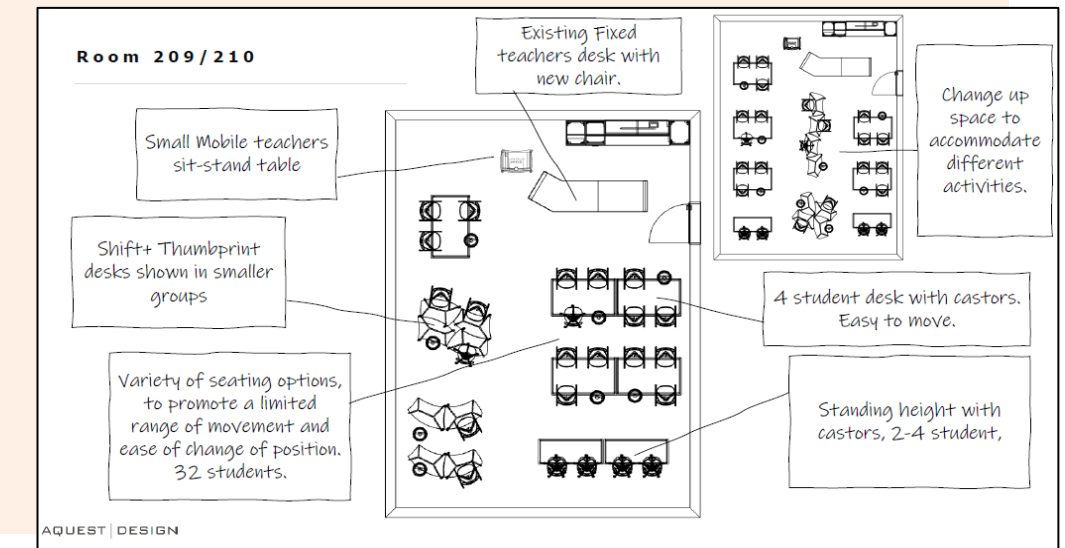 Room 209/210
Existing Fixed
teachers desk with
new chair.
Small Mobile teachers
sit-stand table
Change up
space to
accommodate
different
activities.
Shift+ Thumbprint
desks shown in smaller
groups
4 student desk with castors.
Easy to move.
Variety of seating options,
to promote a limited
range of movement and
ease of change of position.
32 students.
Standing height with
castors, 2-4 student,
AQUEST|DESIGN